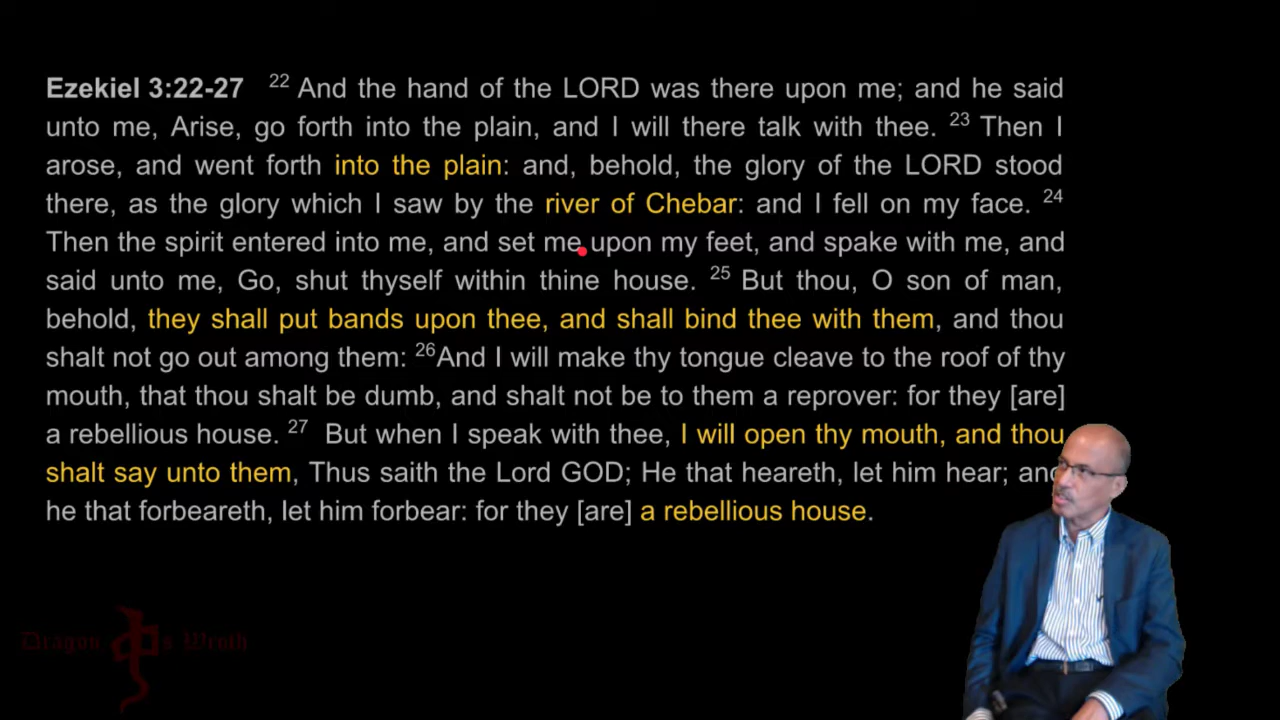 Ezekiel 3:22-27 22 And the hand of the LORD was there upon me; and he said
unto me, Arise, go forth into the plain, and I will there talk with thee. 23 Then I
arose, and went forth into the plain: and, behold, the glory of the LORD stood
there, as the glory which I saw by the river of Chebar: and I fell on my face. 24
Then the spirit entered into me, and set me upon my feet, and spake with me, and
said unto me, Go, shut thyself within thine house. 25 But thou, O son of man,
behold, they shall put bands upon thee, and shall bind thee with them, and thou
shalt not go out among them: 26And I will make thy tongue cleave to the roof of thy
mouth, that thou shalt be dumb, and shalt not be to them a reprover: for they [are]
a rebellious house. 27 But when I speak with thee, I will open thy mouth, and thou
shalt say unto them, Thus saith the Lord GOD; He that heareth, let him hear; and
he that forbeareth, let him forbear: for they [are] a rebellious house.
Dragon s Wroth